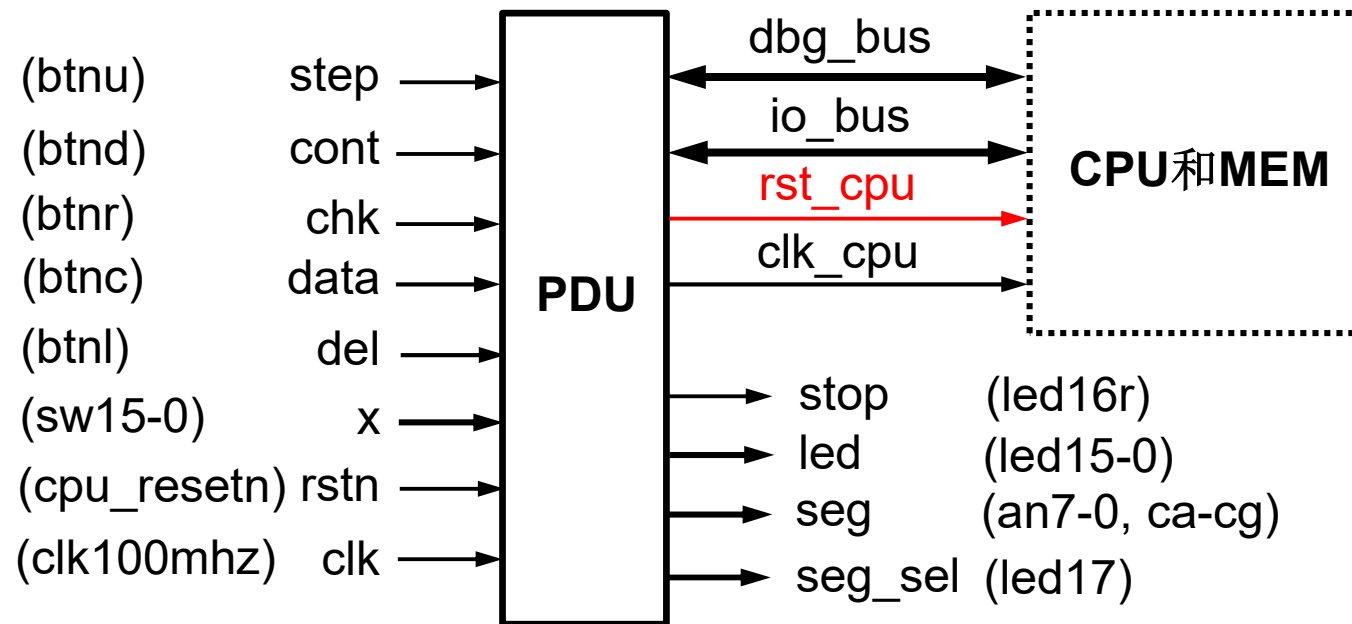 (btnu) step
(btnd) cont
(btnr) chk
(btnc) data
(btnl) del
(sw15-0) x
(cpu_resetn) rstn
(clk100mhz) clk
PDU
dbg_bus
io_bus
rst_cpu
clk_cpu
CPU和MEM
stop (led16r)
led (led15-0)
seg (an7-0, ca-cg)
seg_sel (led17)